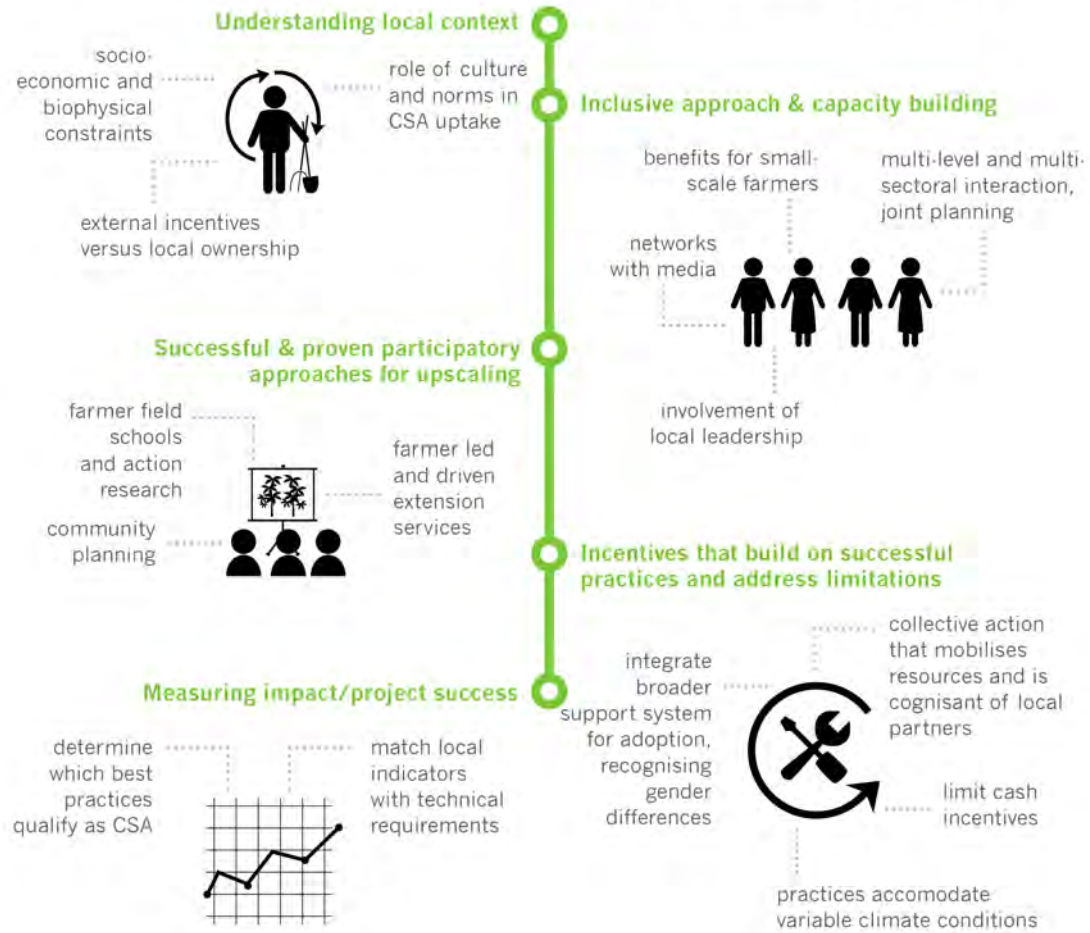 Understanding local context
socio-
economic and
biophysical
constraints
role of culture
and norms in
CSA uptake
external incentives
versus local ownership
Inclusive approach & capacity building
benefits for small-
scale farmers
multi-level and multi-
sectoral interaction,
joint planning
networks
with media
involvement of
local leadership
Successful & proven participatory
approaches for upscaling
farmer field
schools
and action
research
farmer led
and driven
extension
services
community
planning
Incentives that build on successful
practices and address limitations
integrate
broader
support system
for adoption,
recognising
gender
differences
collective action
that mobilises
resources and is
cognisant of local
partners
limit cash
incentives
practices accomodate
variable climate conditions
Measuring impact/project success
determine
which best
practices
qualify as CSA
match local
indicators
with technical
requirements